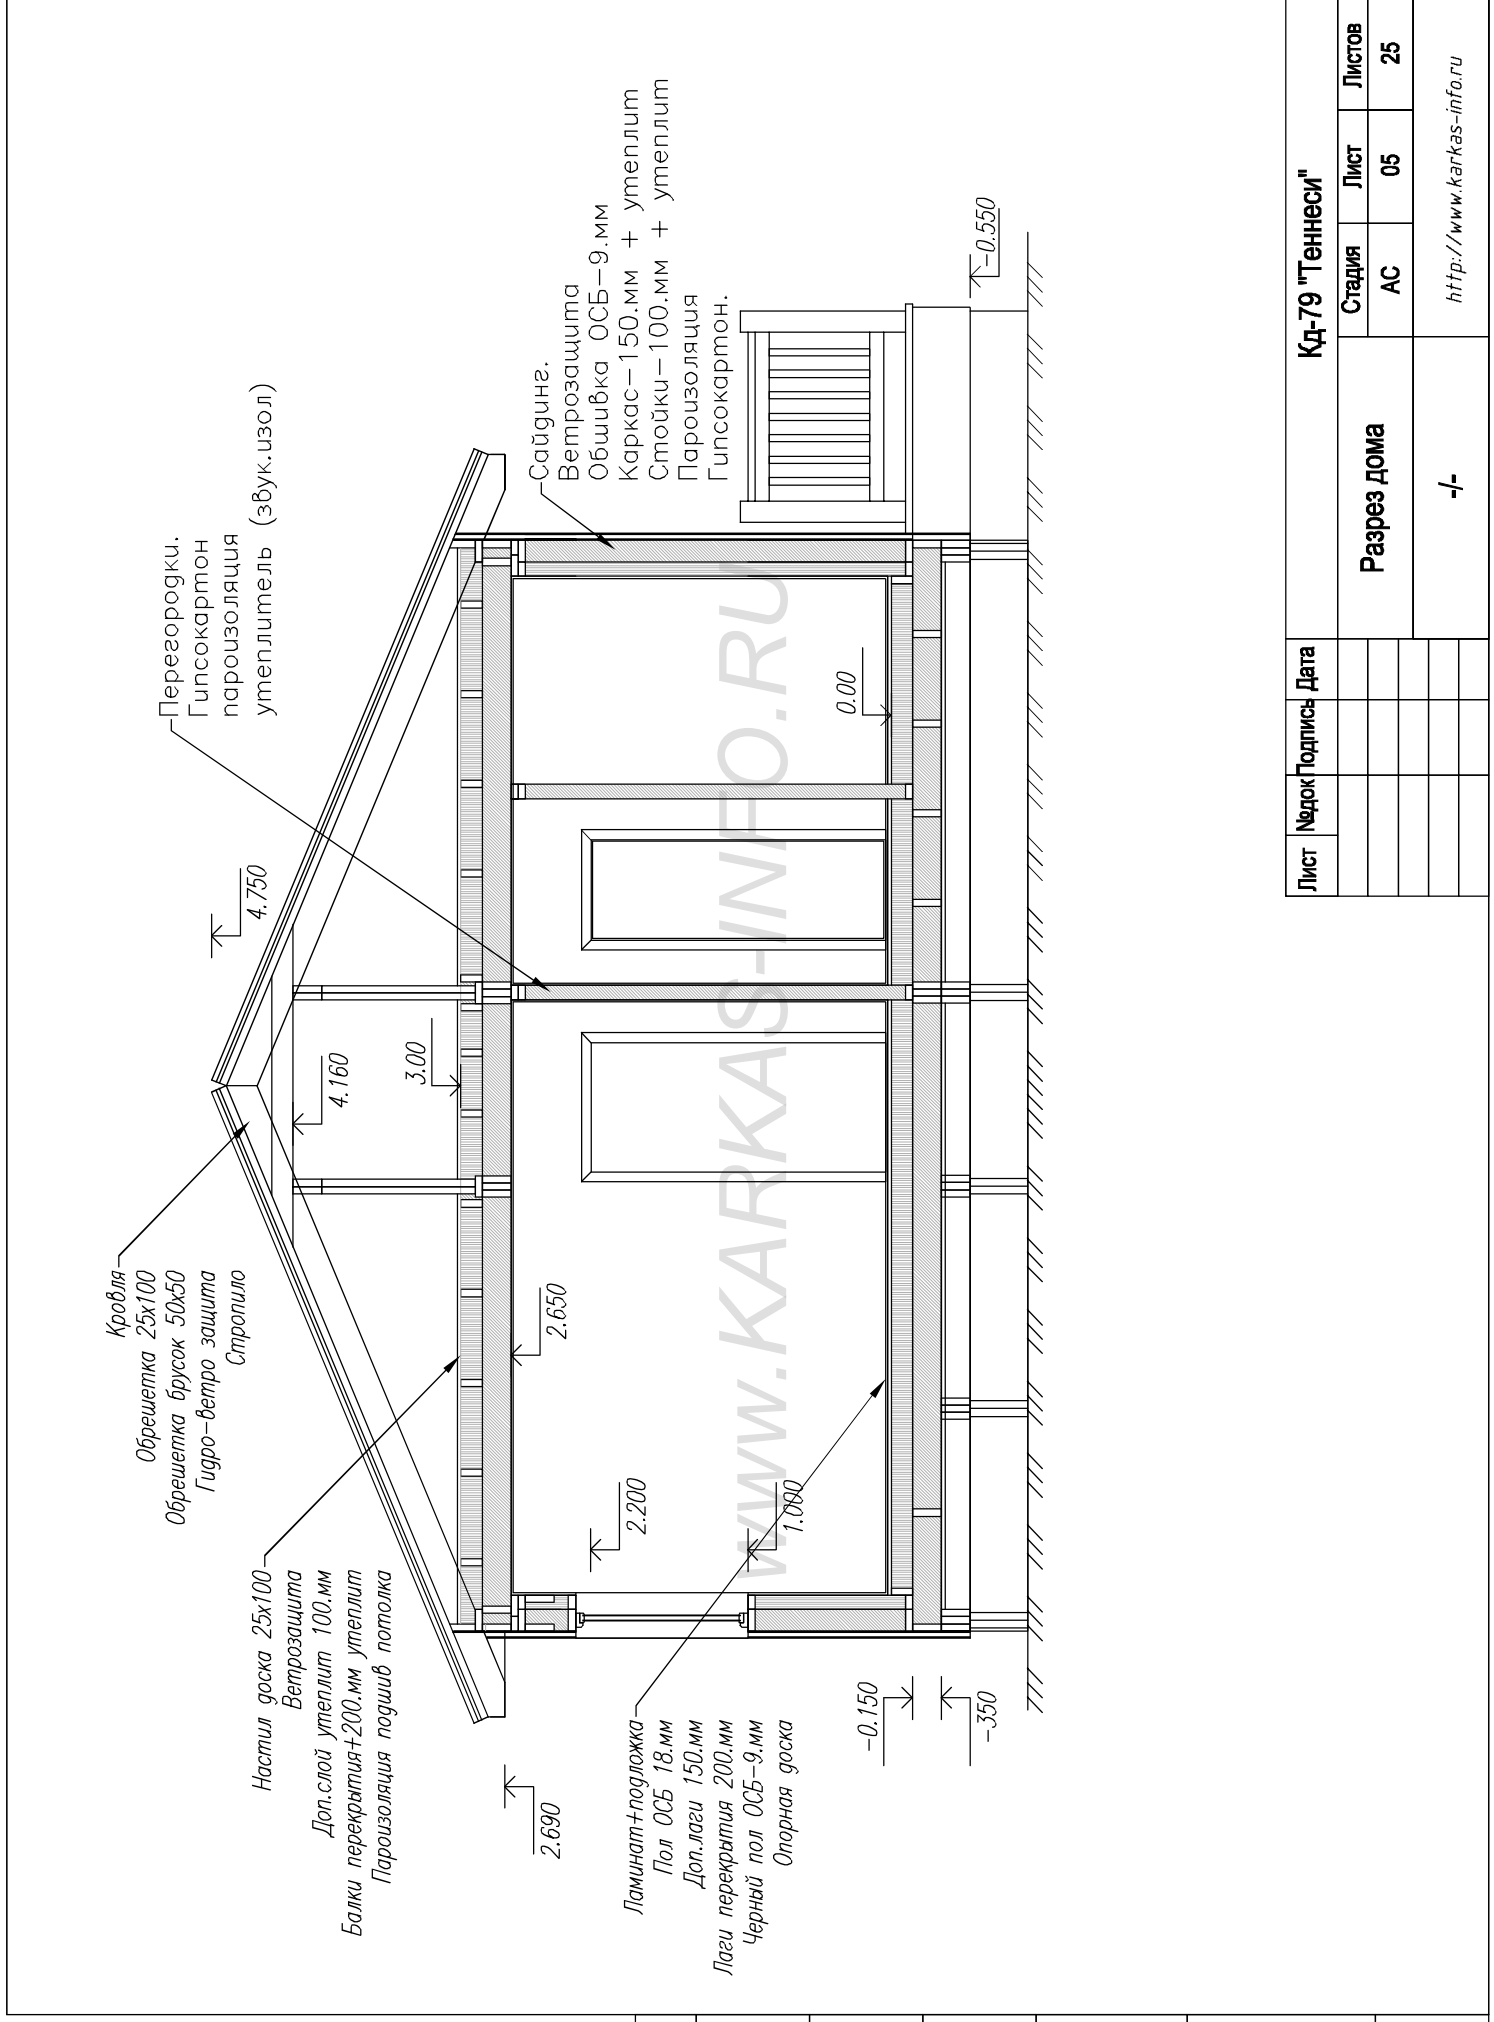 Кровля
Обрешетка 25х100
Обрешетка брусок 50х50
Гидро-ветро защита
Стропило
Перегородки.
Гипсокартон
пароизоляция
утеплитель (звук.изол)
4.750
4.160
3.00
Настил доска 25х100
Ветрозащита
Доп.слой утеплит 100.мм
Балки перекрытия+200.мм утеплит
Пароизоляция подшив потолка
Сайдинг.
Ветрозащита
Обшивка ОСБ-9.мм
Каркас-150.мм + утеплит
Стойки-100.мм + утеплит
Пароизоляция
Гипсокартон.
2.690
2.650
2.200
1.000
0.00
Ламинат+подложка
Пол ОСБ 18.мм
Доп.лаги 150.мм
Лаги перекрытия 200.мм
Черный пол ОСБ-9.мм
Опорная доска
-0.150
-350
-0.550
www.KARKAS-INFO.RU
Лист №док Подпись Дата
Кд-79 "Теннеси"
Разрез дома
Стадия Лист Листов
АС 05 25
-/-
http://www.karkas-info.ru